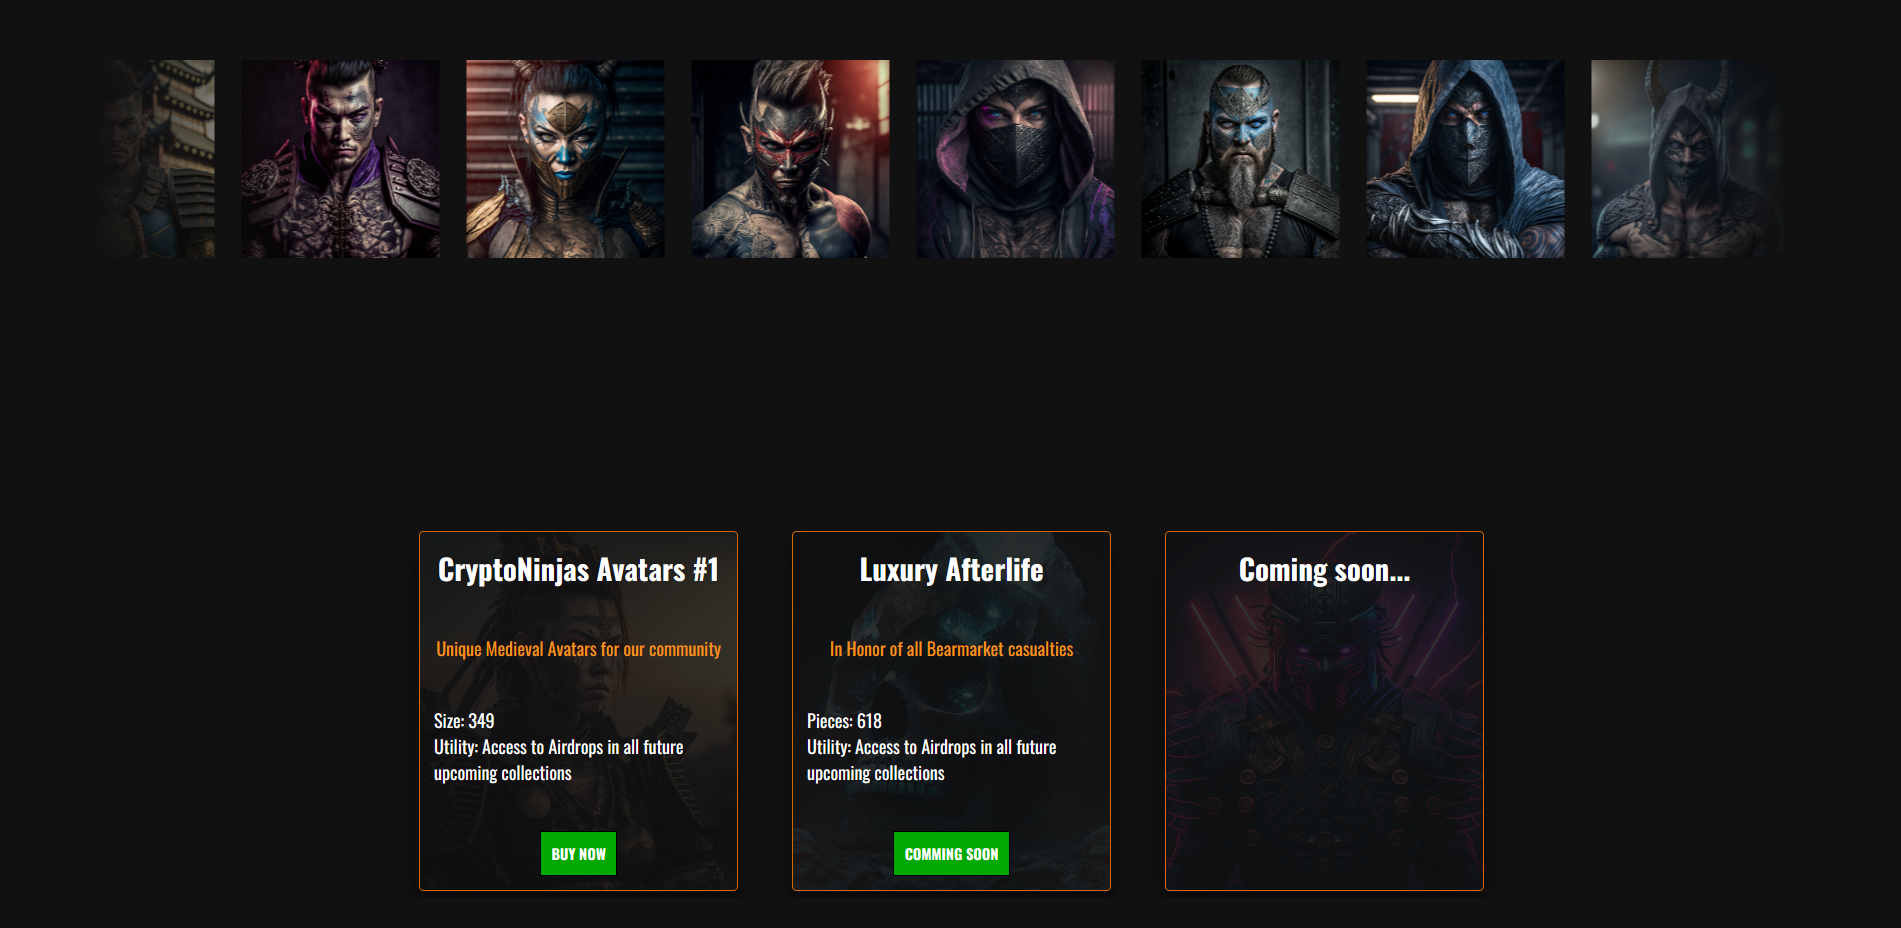 CryptoNinjas Avatars #1
Unique Medieval Avatars for our community
Size: 349
Utility: Access to Airdrops in all future
upcoming collections
BUY NOW
Luxury Afterlife
In Honor of all Bearmarket casualties
Pieces: 618
Utility: Access to Airdrops in all future
upcoming collections
COMMING SOON
Coming soon...